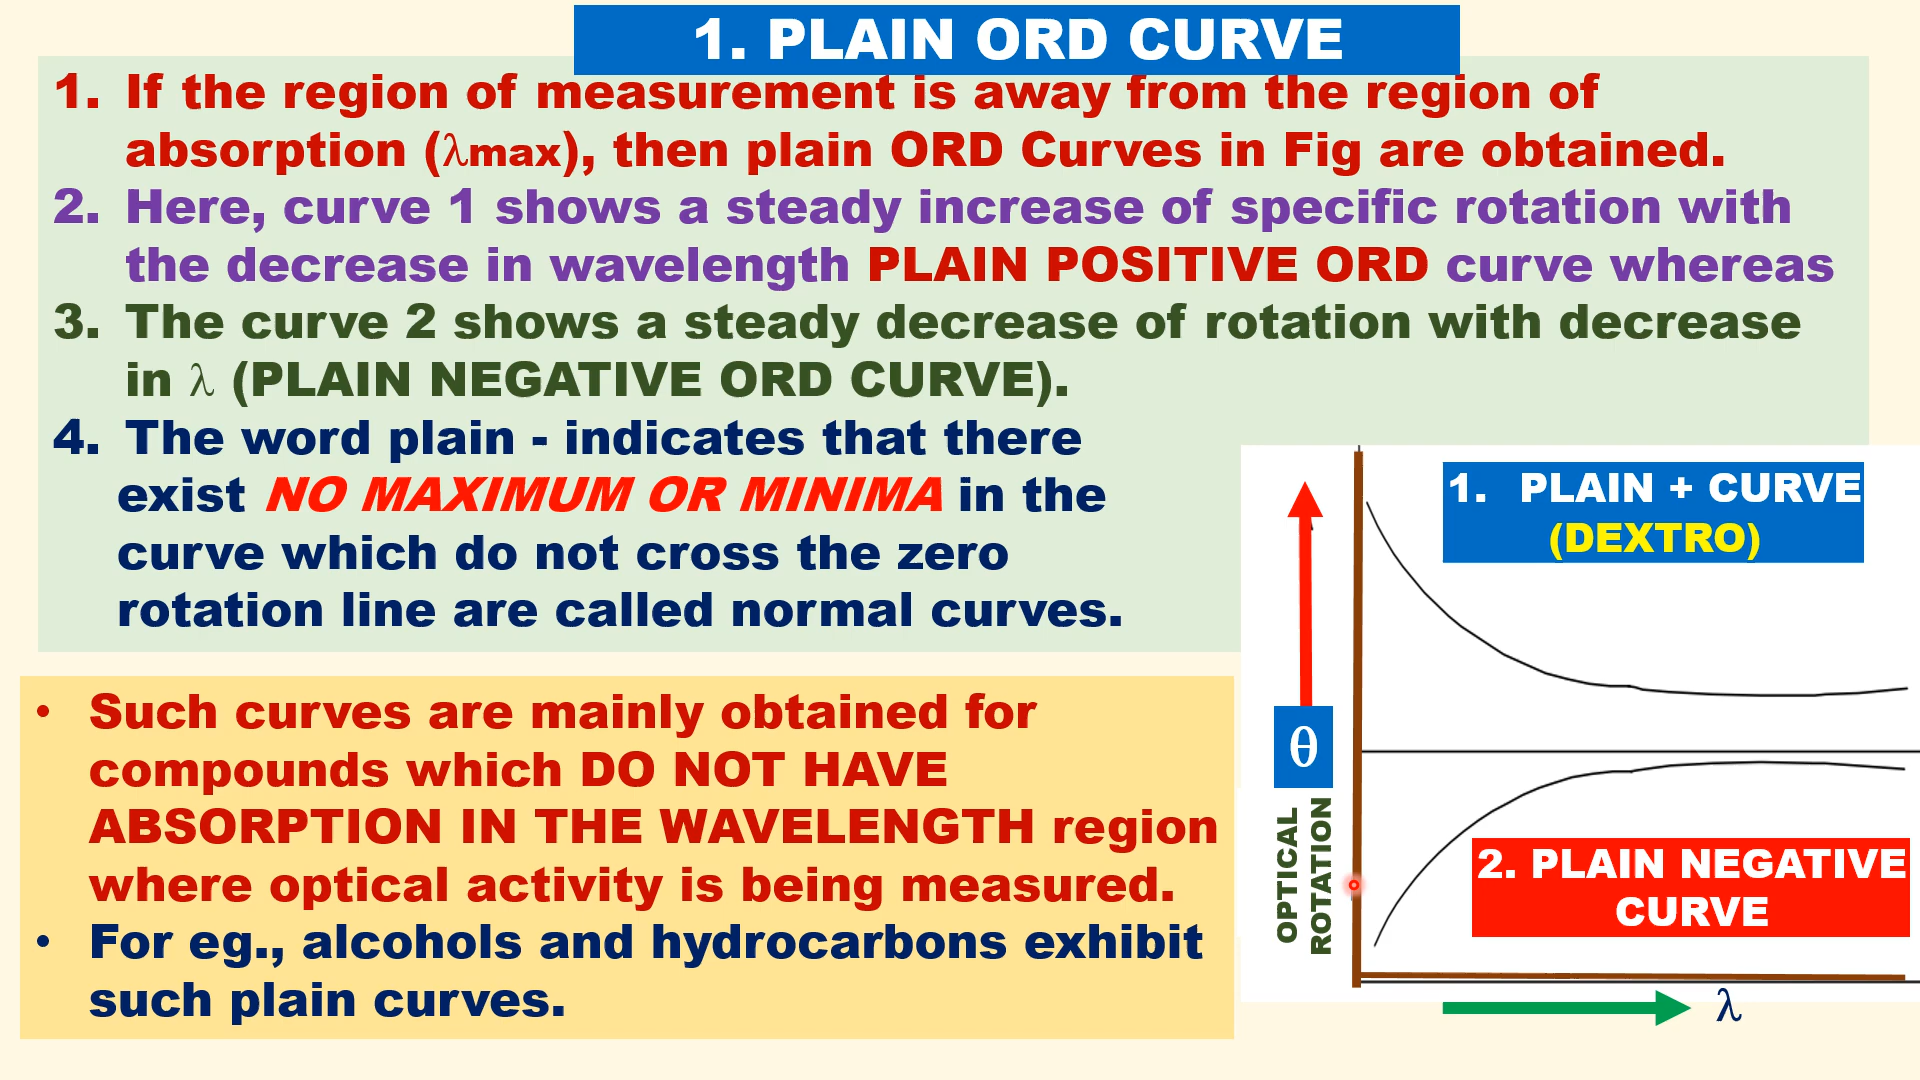 1. PLAIN ORD CURVE
1. If the region of measurement is away from the region of
absorption (λmax), then plain ORD Curves in Fig are obtained.
2. Here, curve 1 shows a steady increase of specific rotation with
the decrease in wavelength PLAIN POSITIVE ORD curve whereas
3. The curve 2 shows a steady decrease of rotation with decrease
in λ (PLAIN NEGATIVE ORD CURVE).
4. The word plain - indicates that there
exist NO MAXIMUM OR MINIMA in the
curve which do not cross the zero
rotation line are called normal curves.
• Such curves are mainly obtained for
compounds which DO NOT HAVE
ABSORPTION IN THE WAVELENGTH region
where optical activity is being measured.
• For eg., alcohols and hydrocarbons exhibit
such plain curves.
1. PLAIN + CURVE
(DEXTRO)
θ
OPTICAL
ROTATION
2. PLAIN NEGATIVE
CURVE
λ